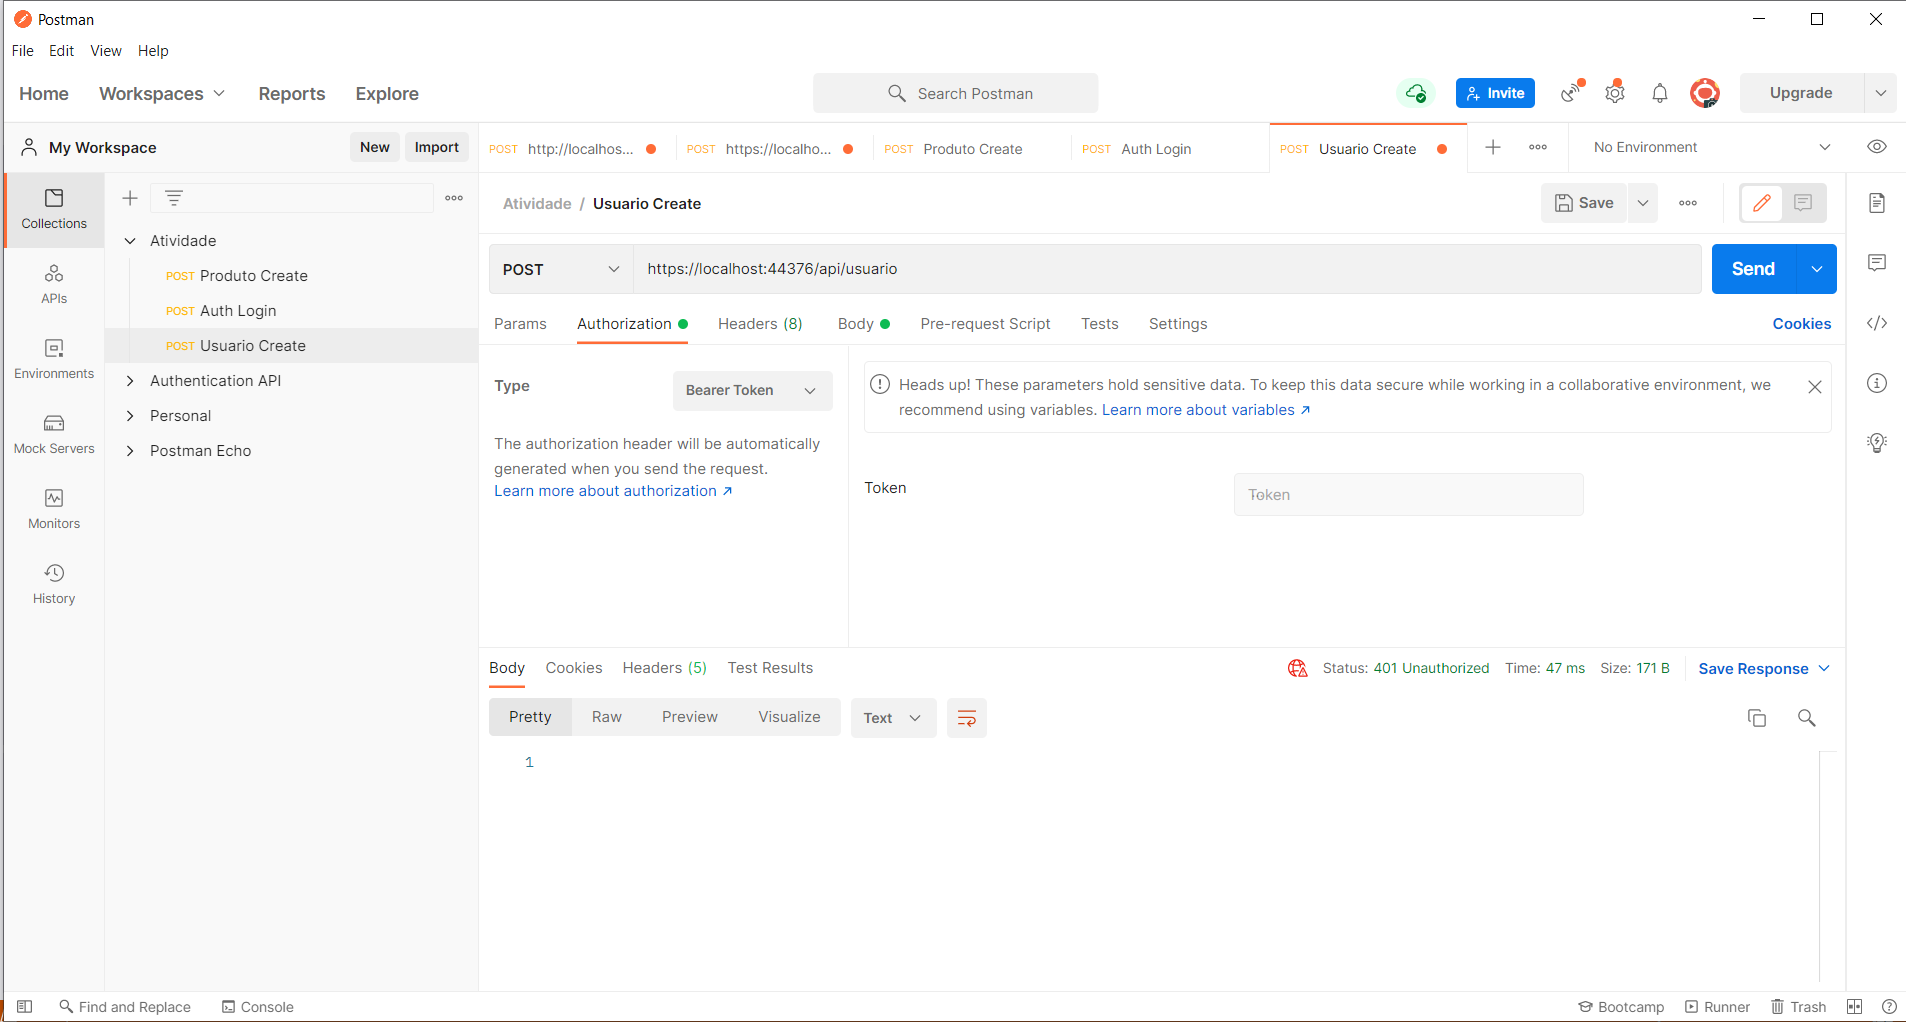 Postman
File Edit View Help
Home Workspaces Reports Explore Search Postman Invite Upgrade
My Workspace New Import
POST http://localhos... POST https://localho... POST Produto Create POST Auth Login POST Usuario Create No Environment
Collections
APIs
Environments
Mock Servers
Monitors
History
Atividade
POST Produto Create
POST Auth Login
POST Usuario Create
Authentication API
Personal
Postman Echo
Atividade / Usuario Create Save
POST https://localhost:44376/api/usuario Send
Params Authorization Headers (8) Body Pre-request Script Tests Settings Cookies
Type Bearer Token
The authorization header will be automatically
generated when you send the request.
Learn more about authorization ↗
Heads up! These parameters hold sensitive data. To keep this data secure while working in a collaborative environment, we
recommend using variables. Learn more about variables ↗
Token Token
Body Cookies Headers (5) Test Results Status: 401 Unauthorized Time: 47 ms Size: 171 B Save Response
Pretty Raw Preview Visualize Text
1
Find and Replace Console Bootcamp Runner Trash